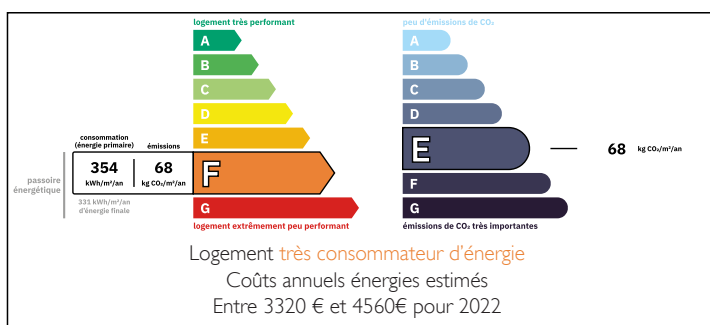 logement très performant
A
B
C
D
E
consommation
(énergie primaire)
émissions
354
kWh/m²/an
68
kg CO₂/m²/an
F
passoire
énergétique
331 kWh/m²/an
d'énergie finale
G
logement extrêmement peu performant
peu d'émissions de CO₂
A
B
C
D
E
68 kg CO₂/m²/an
F
G
émissions de CO₂ très importantes
Logement très consommateur d'énergie
Coûts annuels énergies estimés
Entre 3320 € et 4560€ pour 2022